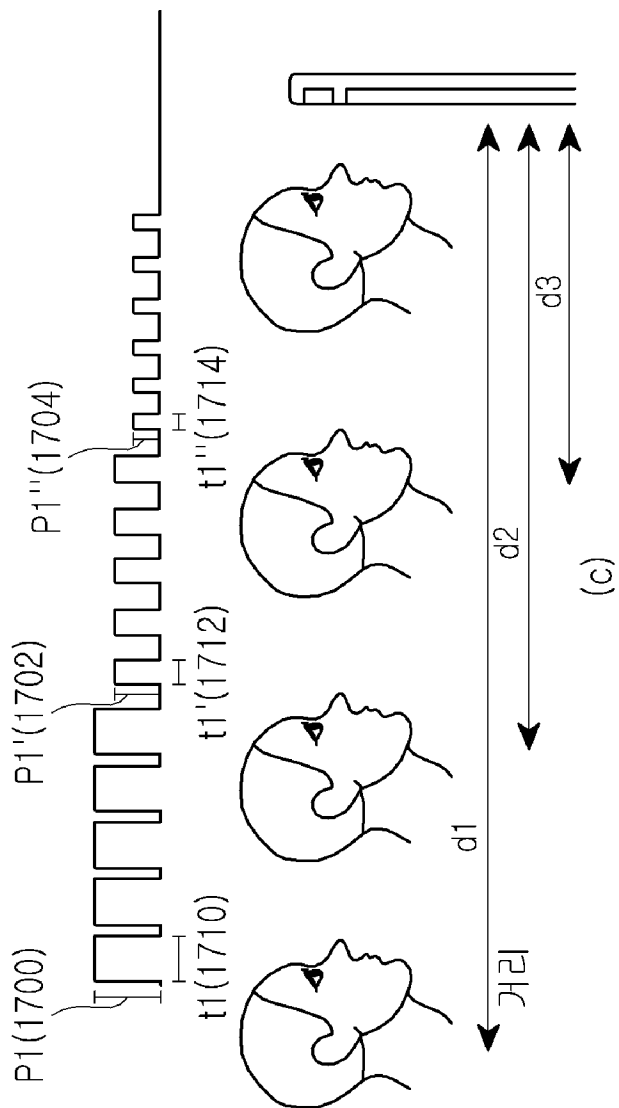 P1(1700)
P1'(1702)
P1'''(1704)
t1(1710)
t1'(1712)
t1'''(1714)
d1
d2
d3
거리
(c)